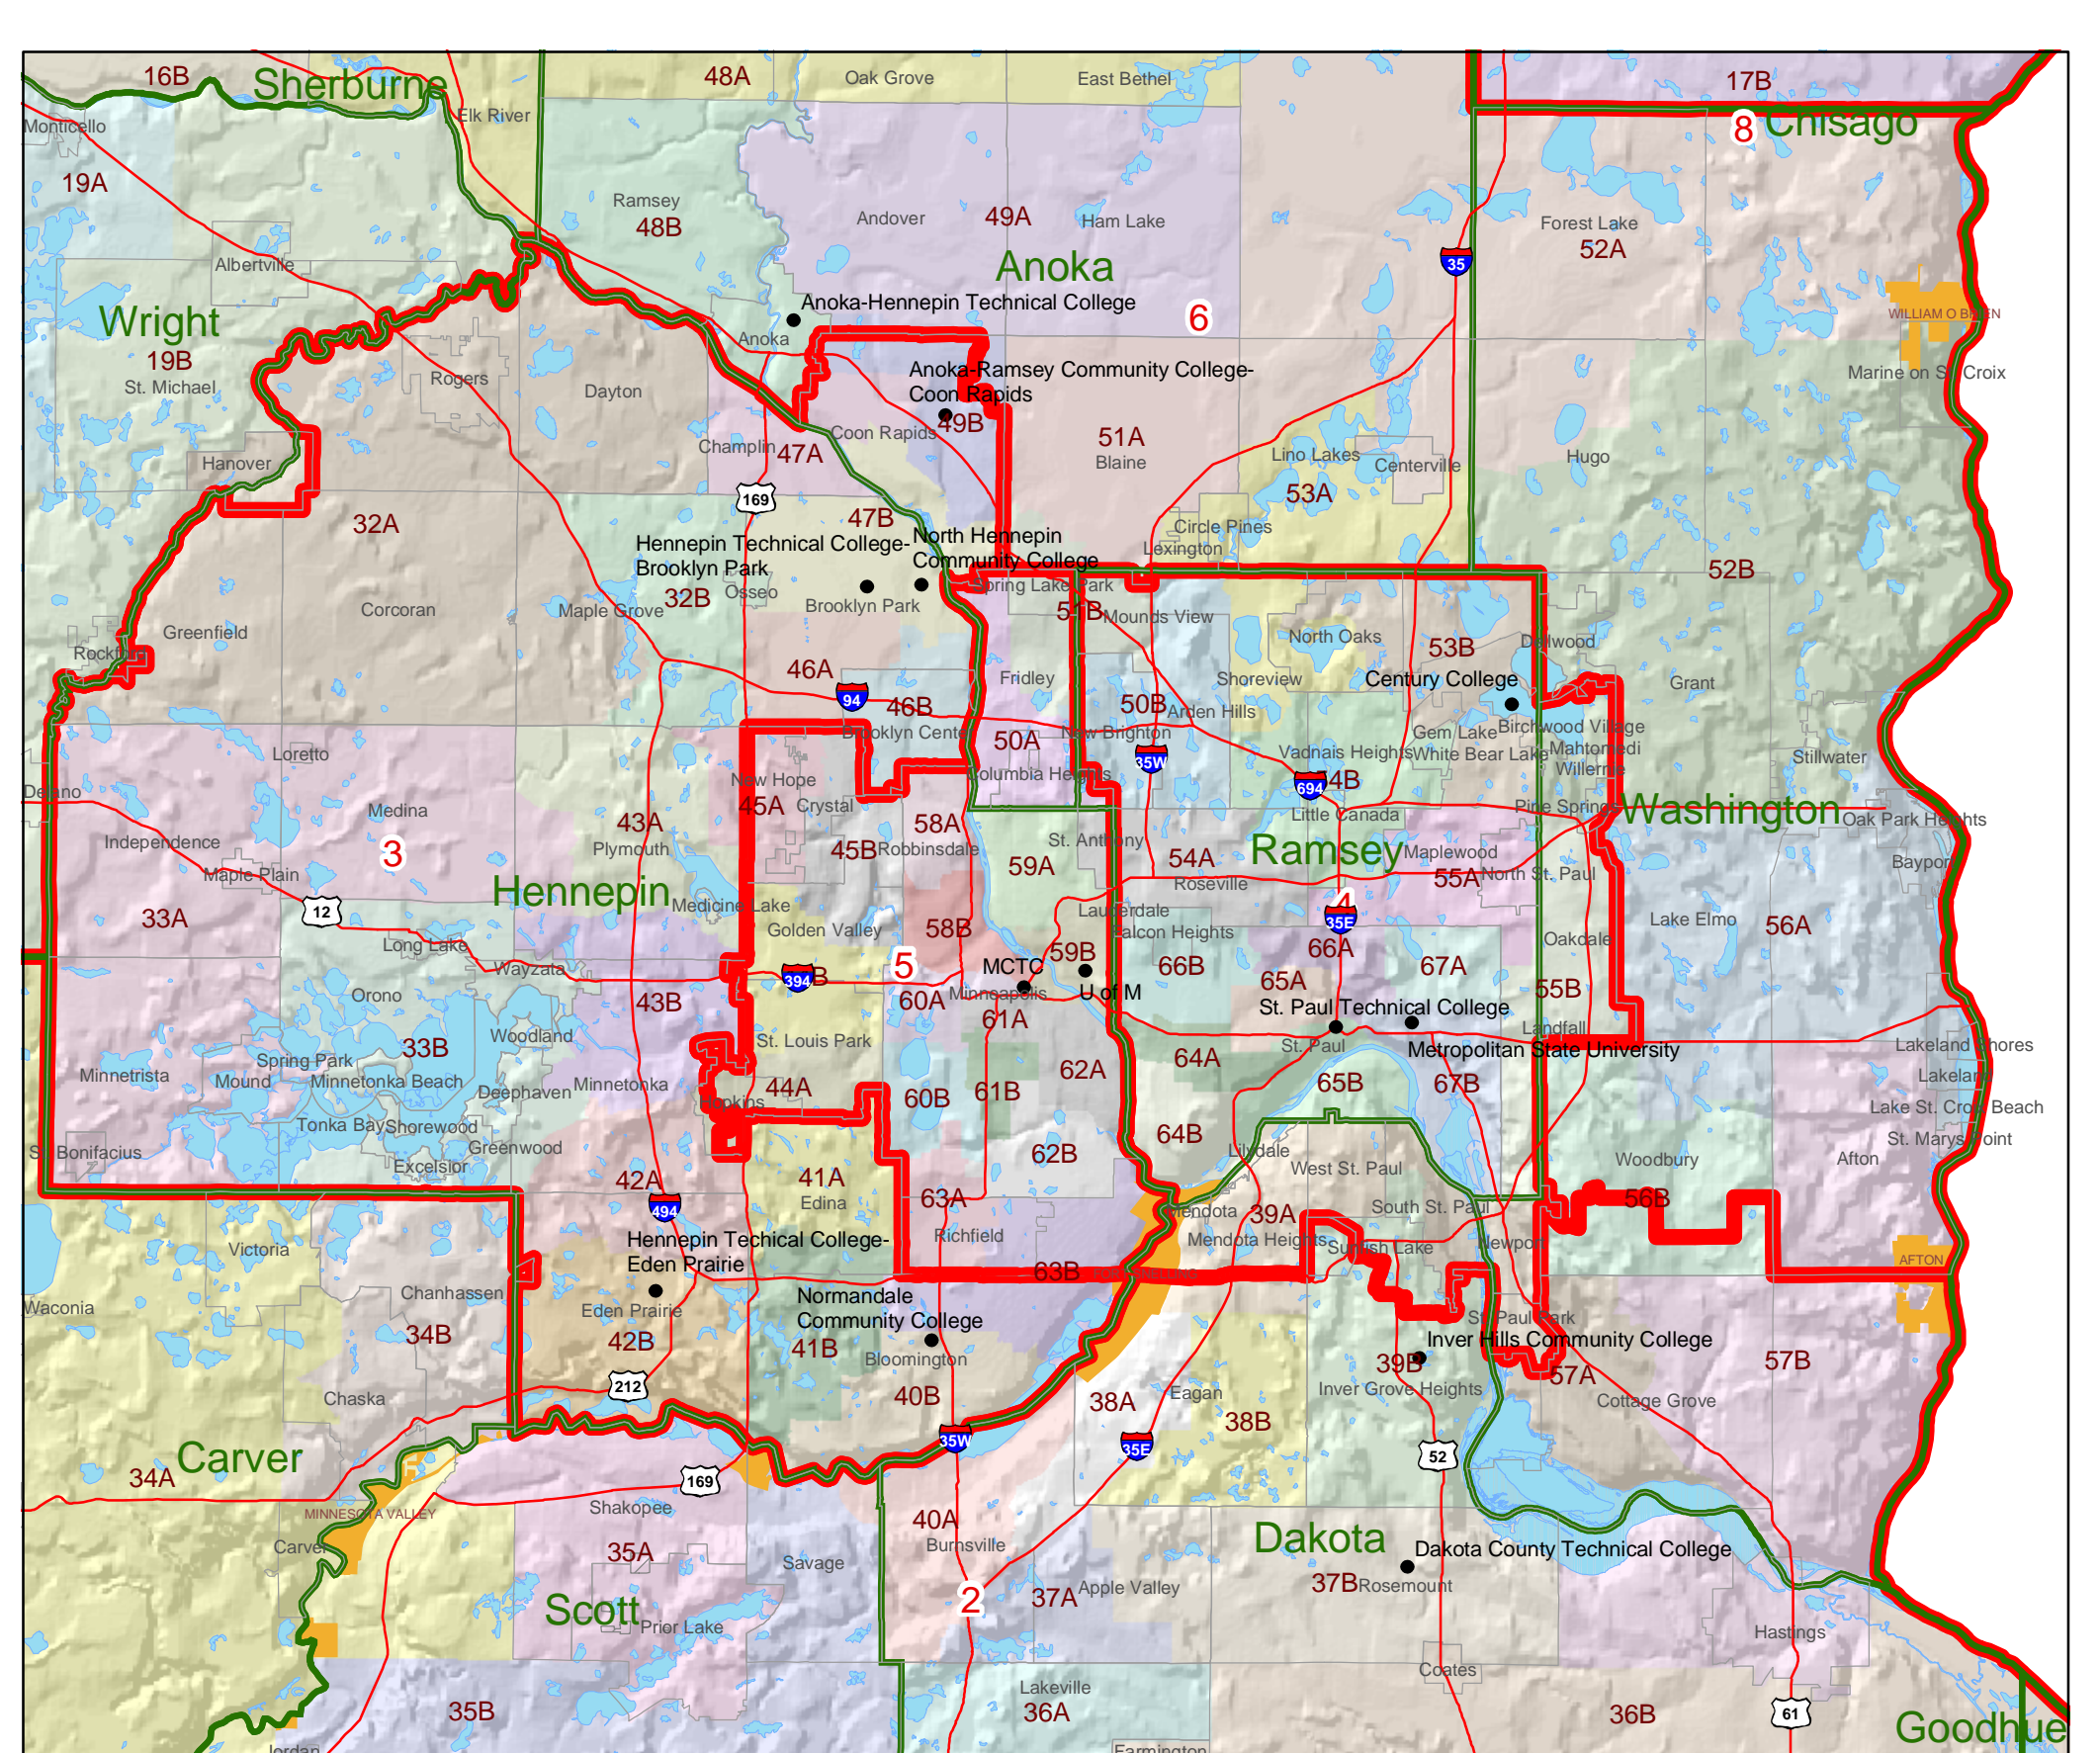 16B
Sherburne
48A
Oak Grove
East Bethel
17B
Elk River
Monticello
8
Chisago
19A
Ramsey
48B
Andover
49A
Ham Lake
Forest Lake
52A
Albertville
Anoka
35
Wright
19B
St. Michael
Anoka-Hennepin Technical College
Anoka
6
WILLIAM O BRIEN
Rogers
Dayton
Anoka-Ramsey Community College-
Coon Rapids
49B
Marine on St. Croix
Hanover
Champlin
47A
Coon Rapids
51A
Blaine
Lino Lakes
Centerville
53A
Hugo
169
32A
47B
Circle Pines
Lexington
Hennepin Technical College-
Brooklyn Park
North Hennepin
Community College
32B
Osseo
Brooklyn Park
Spring Lake Park
52B
Corcoran
Maple Grove
51B
Mounds View
Greenfield
Rockford
46A
North Oaks
53B
Dellwood
Fridley
Shoreview
Century College
Grant
94
46B
50B
Arden Hills
Brooklyn Center
50A
New Brighton
Gem Lake
Birchwood Village
Loretto
35W
Vadnais Heights
White Bear Lake
Mahtomedi
Willernie
Stillwater
New Hope
45A
Columbia Heights
694
54B
Delano
Crystal
Pine Springs
Washington
Medina
43A
58A
Little Canada
Oak Park Heights
Independence
3
Plymouth
45B
Robbinsdale
St. Anthony
59A
54A
Ramsey
Maplewood
Bayport
Maple Plain
Hennepin
Roseville
55A
North St. Paul
12
33A
Medicine Lake
Golden Valley
58B
Lauderdale
Falcon Heights
4
35E
Lake Elmo
56A
Long Lake
Wayzata
5
59B
66A
Oakdale
394
MCTC
66B
65A
67A
Orono
43B
60A
Minneapolis
U of M
55B
61A
St. Paul Technical College
Woodland
St. Louis Park
Landfall
33B
St. Paul
Metropolitan State University
Lakeland Shores
Spring Park
Minnetrista
Mound
Minnetonka Beach
Deephaven
Minnetonka
44A
62A
64A
65B
67B
Lakeland
Hopkins
60B
61B
Lake St. Croix Beach
Tonka Bay
Shorewood
64B
St. Marys Point
St. Bonifacius
Greenwood
62B
Lilydale
Woodbury
Afton
Excelsior
42A
41A
West St. Paul
Edina
63A
56B
494
Mendota
39A
South St. Paul
Victoria
Hennepin Techical College-
Eden Prairie
Richfield
Mendota Heights
Sunfish Lake
Newport
AFTON
63B
Chanhassen
Waconia
Eden Prairie
Normandale
Community College
St. Paul Park
34B
42B
41B
Bloomington
Inver Hills Community College
39B
57A
57B
212
Chaska
40B
38A
Eagan
Inver Grove Heights
Cottage Grove
38B
35W
35E
52
Carver
34A
169
MINNESOTA VALLEY
Shakopee
40A
Carver
35A
Savage
Burnsville
Dakota
Dakota County Technical College
Scott
2
37A
Apple Valley
37B
Rosemount
Prior Lake
Hastings
Coates
35B
Lakeville
36A
36B
61
Goodhue
Jordan
Farmington